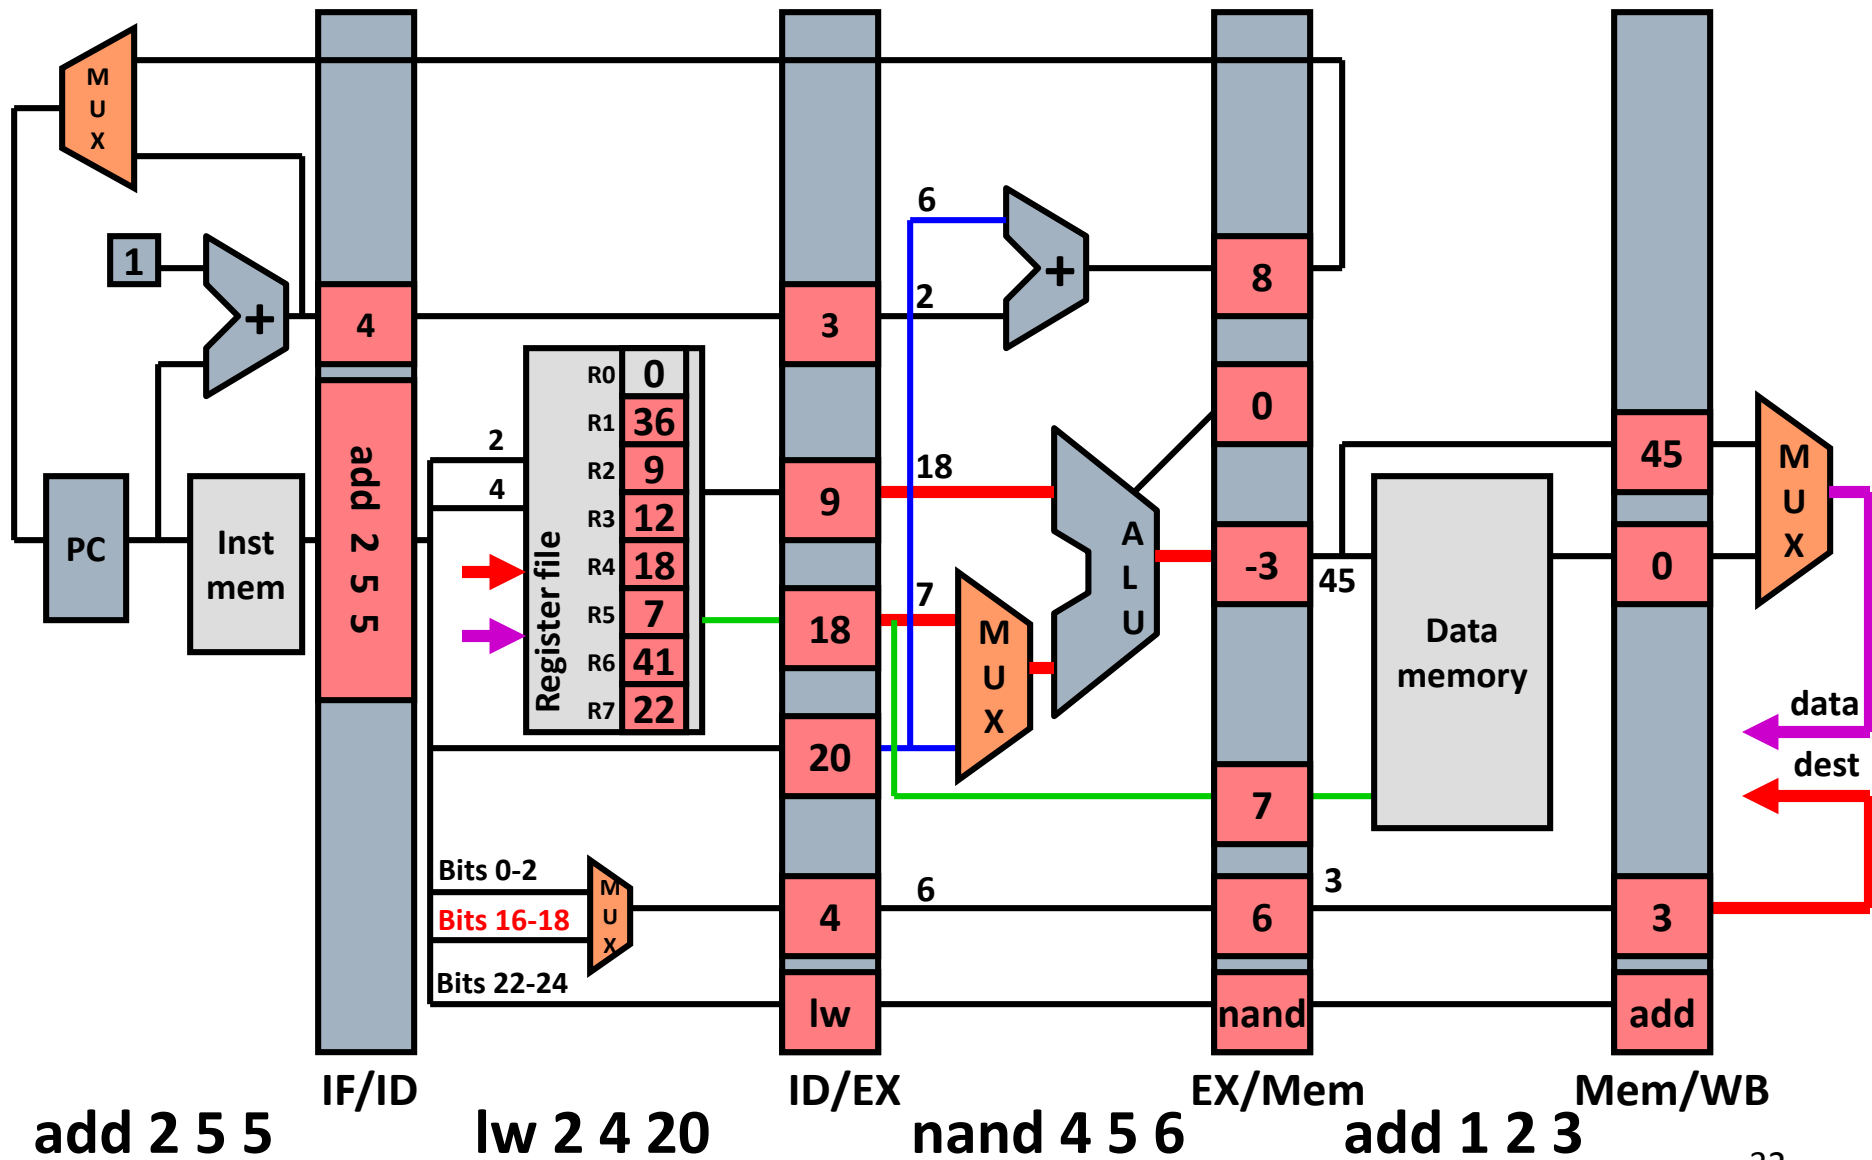 M
U
X
6
1
+
+
8
4
3
2
0
R0 0
R1 36
R2 9
R3 12
R4 18
R5 7
R6 41
R7 22
Register file
add 2 5 5
2
4
9
18
18
7
20
M
U
X
A
L
U
-3
45
45
0
M
U
X
PC
Inst
mem
Data
memory
data
dest
7
Bits 0-2
Bits 16-18
Bits 22-24
M
U
X
4
6
6
3
3
lw
nand
add
IF/ID
ID/EX
EX/Mem
Mem/WB
add 2 5 5
lw 2 4 20
nand 4 5 6
add 1 2 3